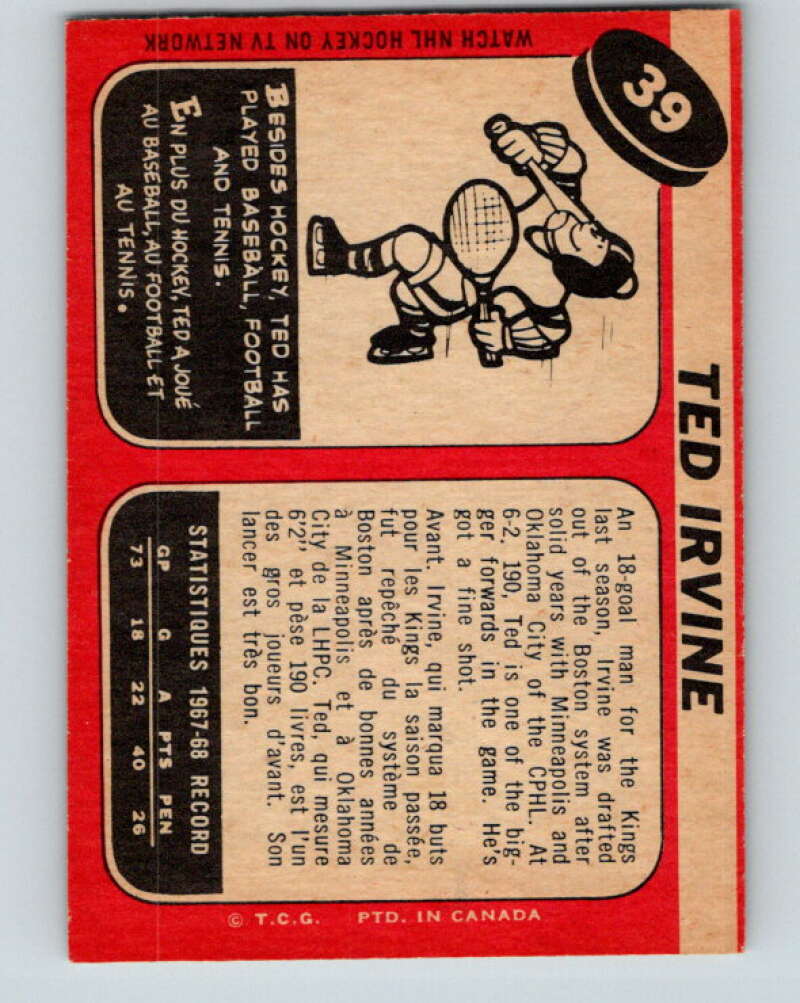 39
TED IRVINE
An 18-goal man for the Kings
last season, Irvine was drafted
out of the Boston system after
solid years with Minneapolis and
Oklahoma City of the CPHL. At
6-2, 190, Ted is one of the big-
ger forwards in the game. He's
got a fine shot.
Avant, Irvine, qui marqua 18 buts
pour les Kings la saison passée,
fut repêché du système de
Boston après de bonnes années
à Minneapolis et à Oklahoma
City de la LHPC. Ted, qui mesure
6'2" et pèse 190 livres, est l'un
des gros joueurs d'avant. Son
lancer est très bon.
STATISTIQUES 1967-68 RECORD
GP G A PTS PEN
73 18 22 40 26
BESIDES HOCKEY, TED HAS
PLAYED BASEBALL, FOOTBALL
AND TENNIS.
EN PLUS DU HOCKEY, TED A JOUÉ
AU BASEBALL, AU FOOTBALL ET
AU TENNIS.
WATCH NHL HOCKEY ON TV NETWORK
© T.C.G. PTD. IN CANADA